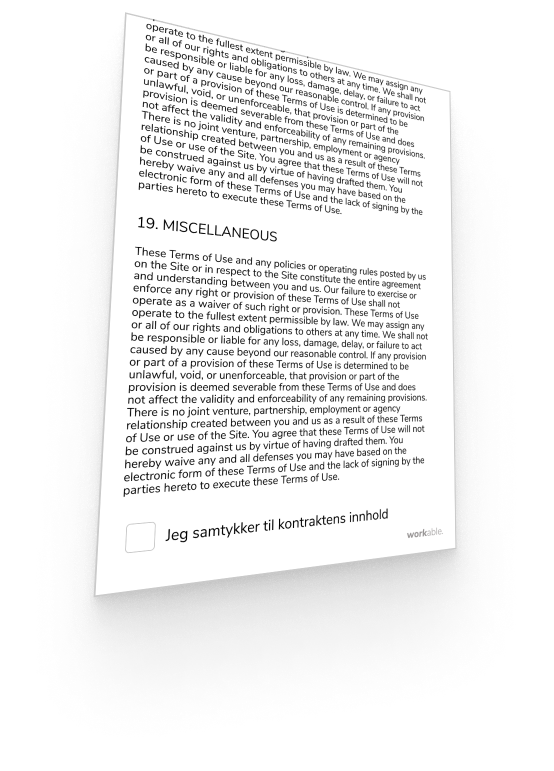 operate to the fullest extent permissible by law. We may assign any
or all of our rights and obligations to others at any time. We shall not
be responsible or liable for any loss, damage, delay, or failure to act
caused by any cause beyond our reasonable control. If any provision
or part of a provision of these Terms of Use is determined to be
unlawful, void, or unenforceable, that provision or part of the
provision is deemed severable from these Terms of Use and does
not affect the validity and enforceability of any remaining provisions.
There is no joint venture, partnership, employment or agency
relationship created between you and us as a result of these Terms
of Use or use of the Site. You agree that these Terms of Use will not
be construed against us by virtue of having drafted them. You
hereby waive any and all defenses you may have based on the
electronic form of these Terms of Use and the lack of signing by the
parties hereto to execute these Terms of Use.
19. MISCELLANEOUS
These Terms of Use and any policies or operating rules posted by us
on the Site or in respect to the Site constitute the entire agreement
and understanding between you and us. Our failure to exercise or
enforce any right or provision of these Terms of Use shall not
operate as a waiver of such right or provision. These Terms of Use
operate to the fullest extent permissible by law. We may assign any
or all of our rights and obligations to others at any time. We shall not
be responsible or liable for any loss, damage, delay, or failure to act
caused by any cause beyond our reasonable control. If any provision
or part of a provision of these Terms of Use is determined to be
unlawful, void, or unenforceable, that provision or part of the
provision is deemed severable from these Terms of Use and does
not affect the validity and enforceability of any remaining provisions.
There is no joint venture, partnership, employment or agency
relationship created between you and us as a result of these Terms
of Use or use of the Site. You agree that these Terms of Use will not
be construed against us by virtue of having drafted them. You
hereby waive any and all defenses you may have based on the
electronic form of these Terms of Use and the lack of signing by the
parties hereto to execute these Terms of Use.
Jeg samtykker til kontraktens innhold
workable.